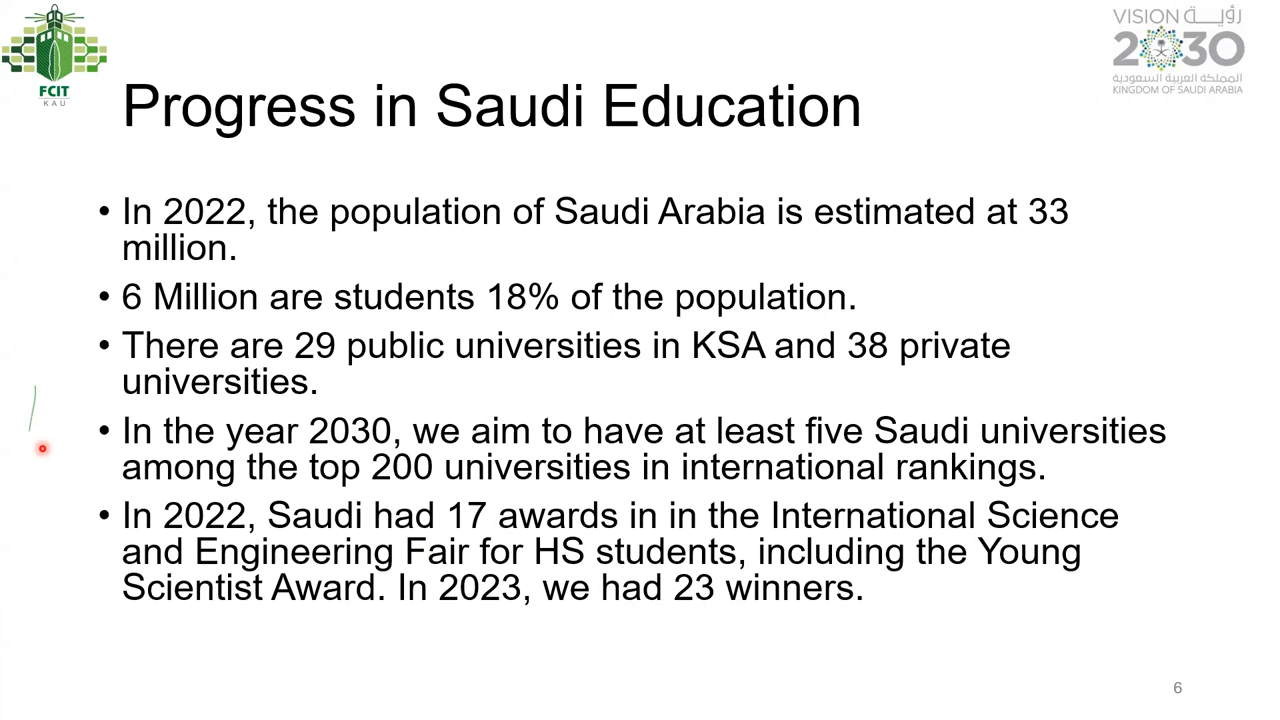 FCIT
KAU
VISION رؤيـــة
2030
المملكة العربية السعودية
KINGDOM OF SAUDI ARABIA
Progress in Saudi Education
• In 2022, the population of Saudi Arabia is estimated at 33
million.
• 6 Million are students 18% of the population.
• There are 29 public universities in KSA and 38 private
universities.
• In the year 2030, we aim to have at least five Saudi universities
among the top 200 universities in international rankings.
• In 2022, Saudi had 17 awards in in the International Science
and Engineering Fair for HS students, including the Young
Scientist Award. In 2023, we had 23 winners.
6